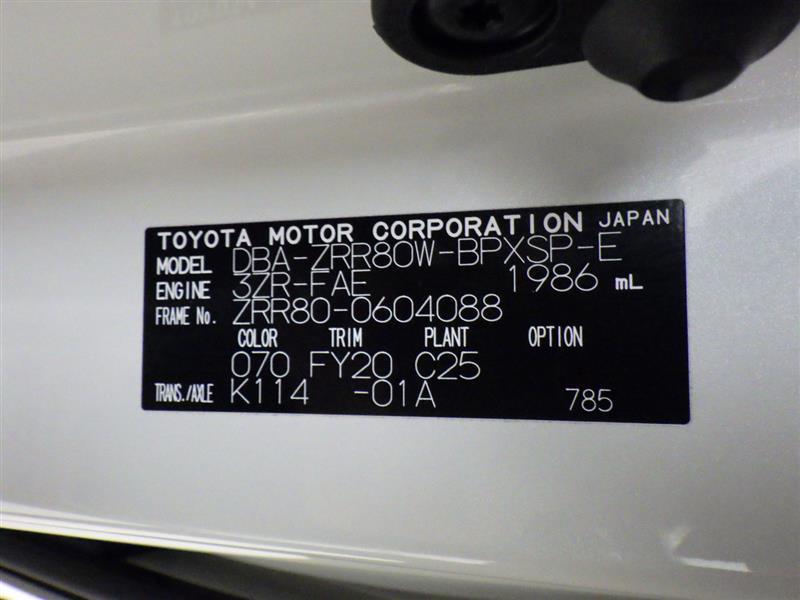 TOYOTA MOTOR CORPORATION JAPAN
MODEL DBA-ZRR80W-BPXSP-E
ENGINE 3ZR-FAE 1986 mL
FRAME No. ZRR80-0604088
COLOR TRIM PLANT OPTION
070 FY20 C25
TRANS./AXLE K114 -01A 785